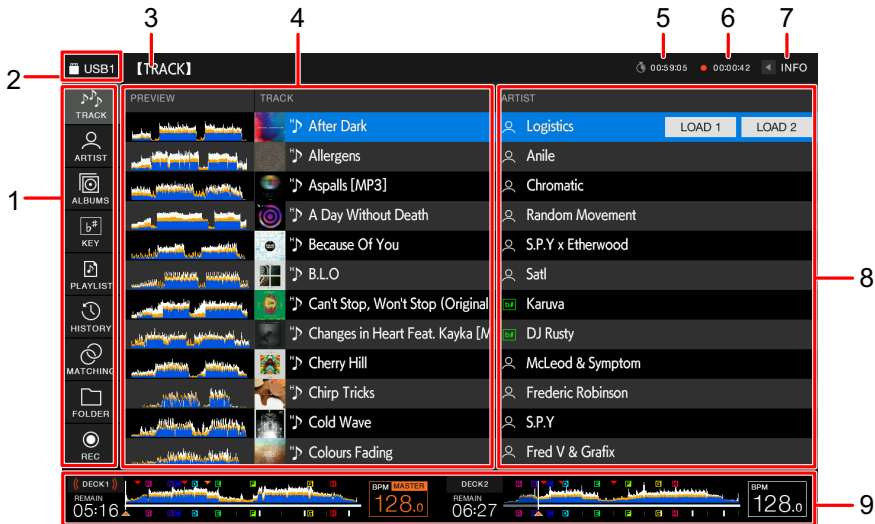 3 4 5 6 7
2 USB1 【TRACK】 00:59:05 00:00:42 INFO
PREVIEW TRACK ARTIST
1
TRACK
ARTIST
ALBUMS
KEY
PLAYLIST
HISTORY
MATCHING
FOLDER
REC
After Dark Logistics LOAD 1 LOAD 2
Allergens Anile
Aspalls [MP3] Chromatic
A Day Without Death Random Movement
Because Of You S.P.Y x Etherwood
B.L.O Satl
Can't Stop, Won't Stop (Original Karuva
Changes in Heart Feat. Kayka [M DJ Rusty
Cherry Hill McLeod & Symptom
Chirp Tricks Frederic Robinson
Cold Wave S.P.Y
Colours Fading Fred V & Grafix
8
DECK1 BPM MASTER DECK2 BPM
REMAIN REMAIN
05:16 128.0 06:27 128.0
9